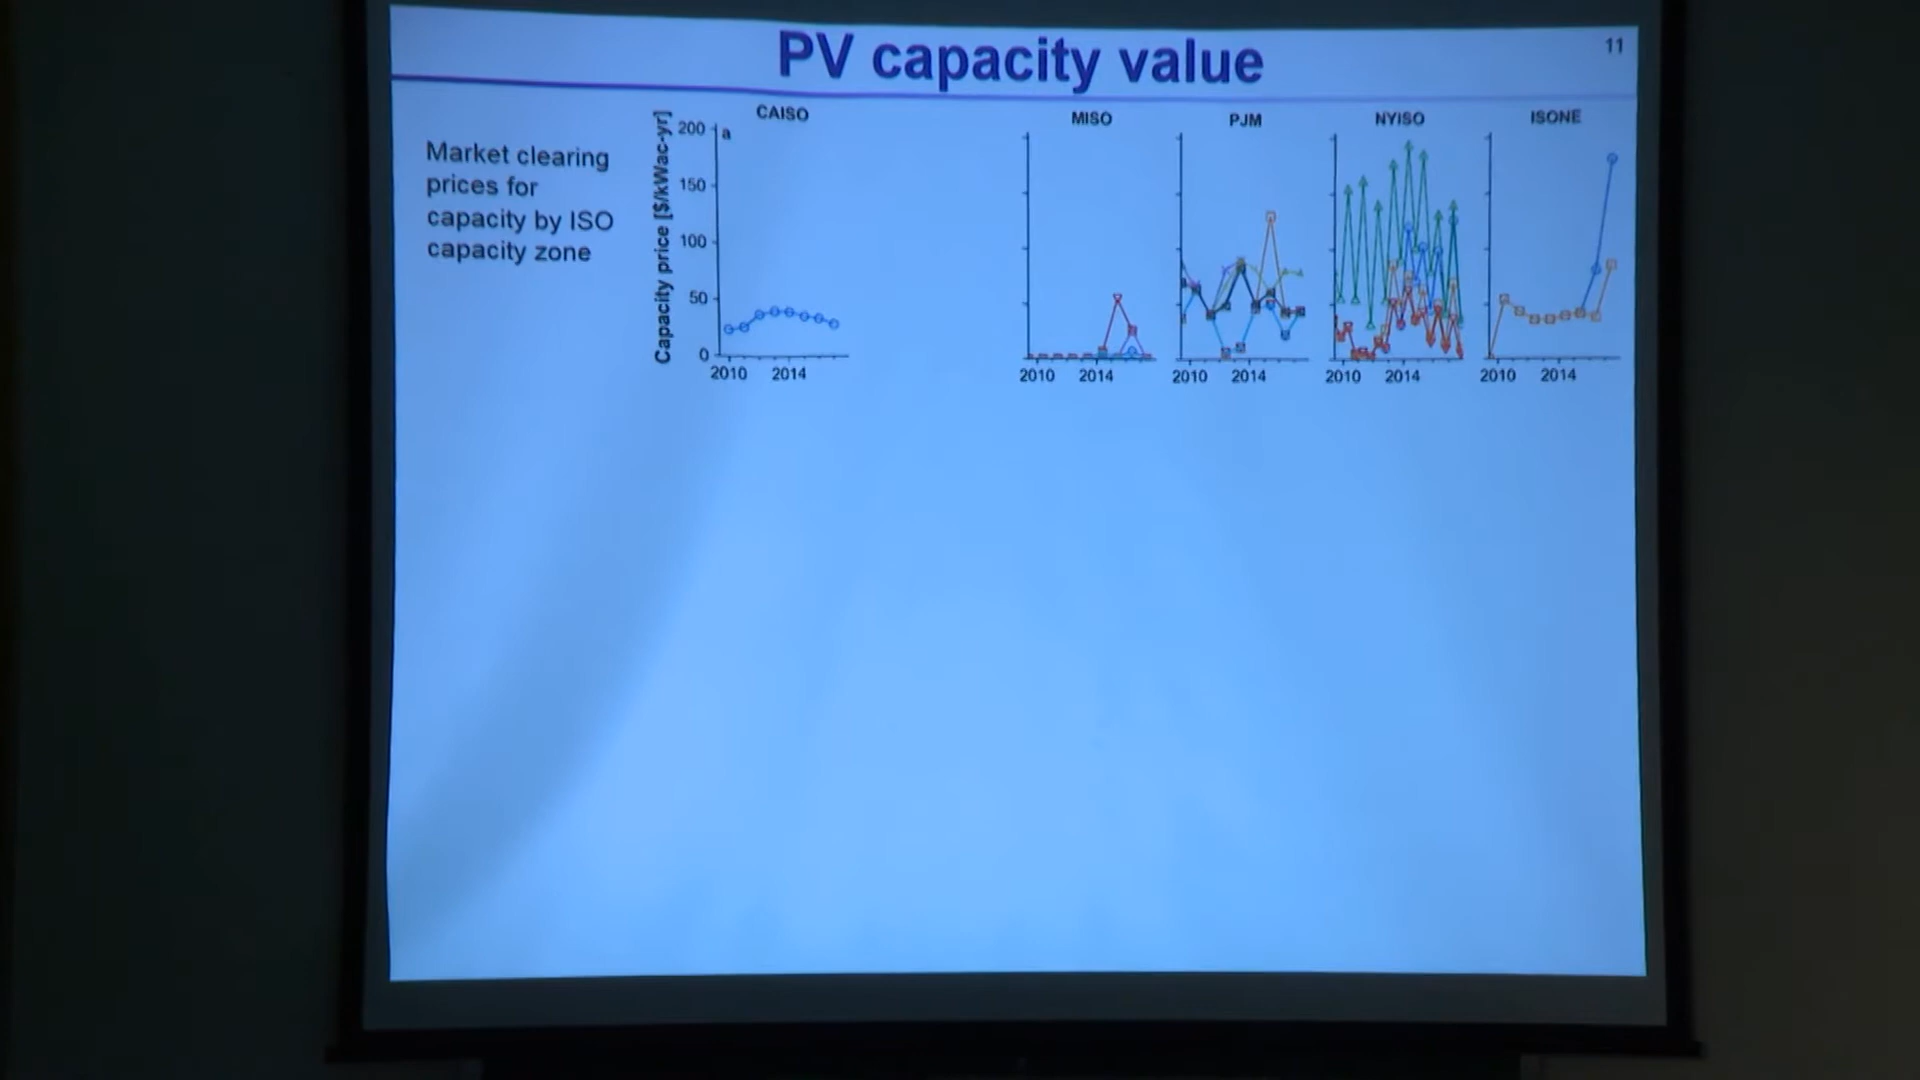 PV capacity value
11
Market clearing
prices for
capacity by ISO
capacity zone
Capacity price [$/kWac-yr]
200
150
100
50
0
a
CAISO
2010 2014
MISO
2010 2014
PJM
2010 2014
NYISO
2010 2014
ISONE
2010 2014